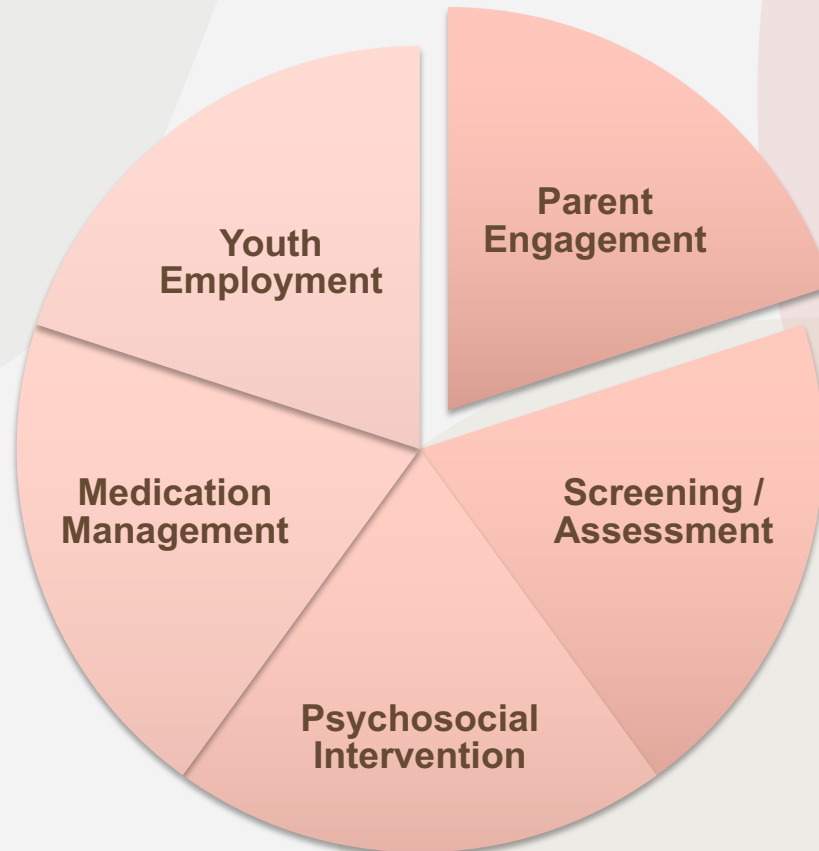 Parent
Engagement
Youth
Employment
Screening /
Assessment
Medication
Management
Psychosocial
Intervention